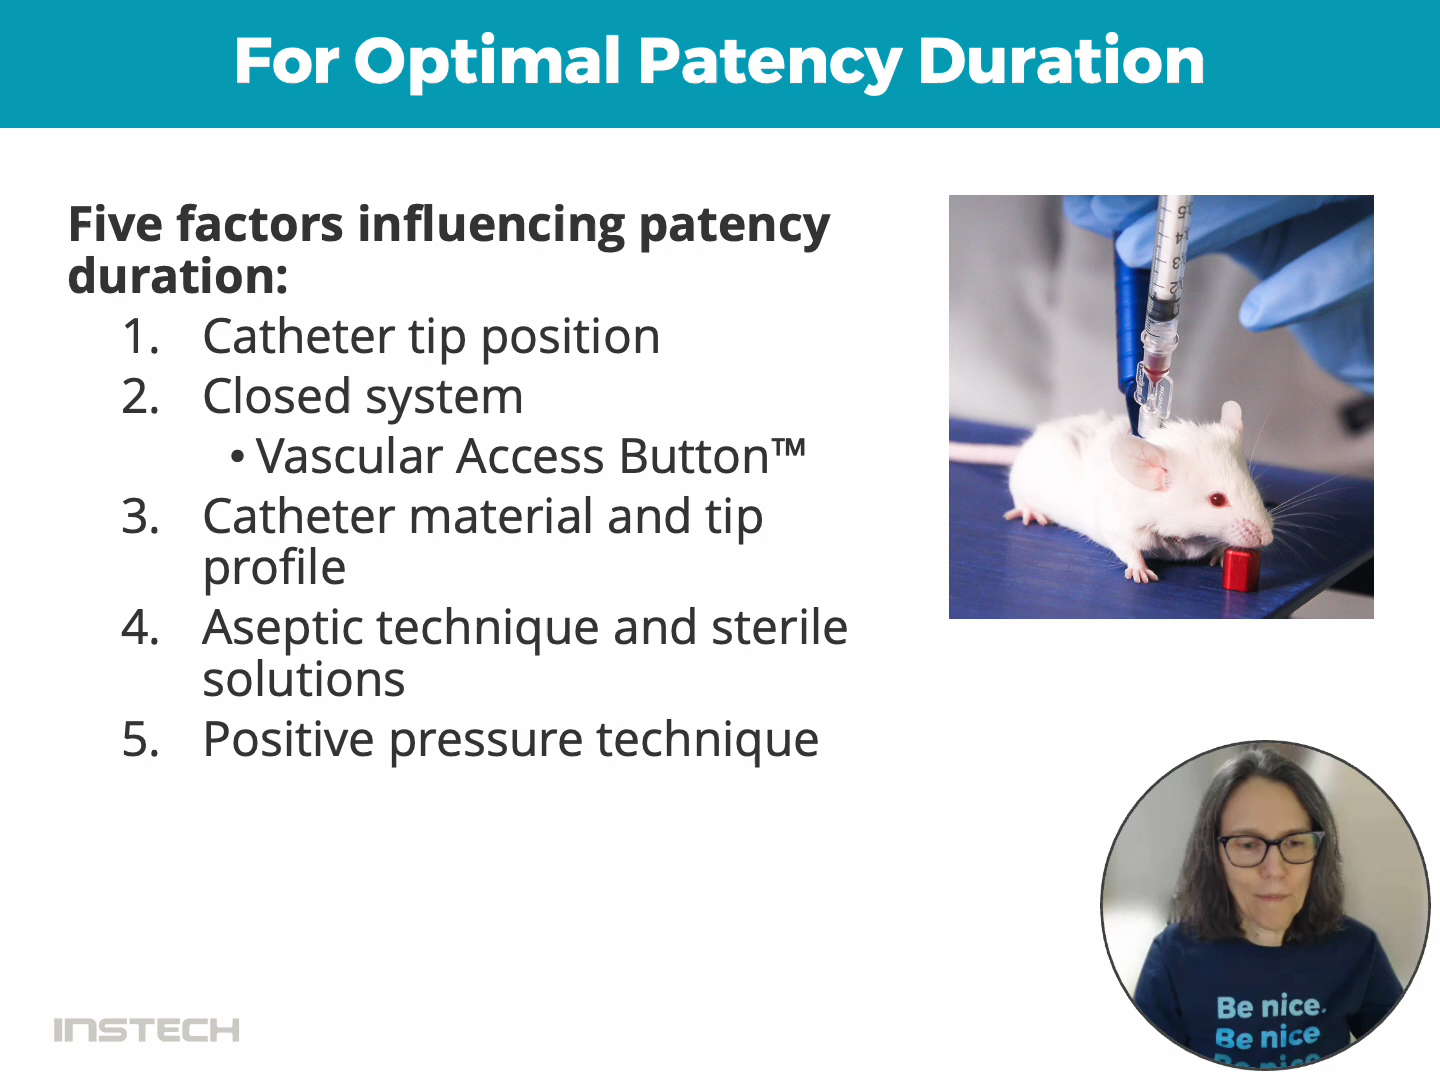 For Optimal Patency Duration
Five factors influencing patency
duration:
1. Catheter tip position
2. Closed system
• Vascular Access Button™
3. Catheter material and tip
profile
4. Aseptic technique and sterile
solutions
5. Positive pressure technique
INSTECH
Be nice.
Be nice
Be nice